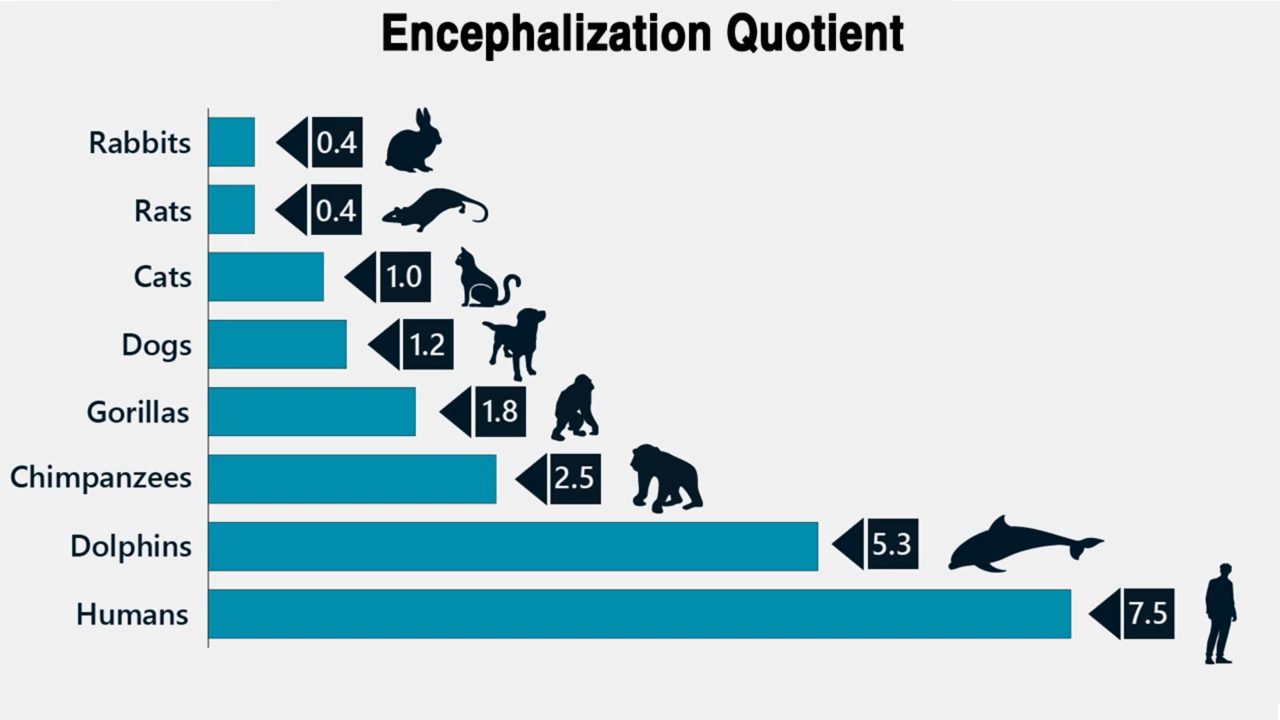 Encephalization Quotient
Rabbits 0.4
Rats 0.4
Cats 1.0
Dogs 1.2
Gorillas 1.8
Chimpanzees 2.5
Dolphins 5.3
Humans 7.5